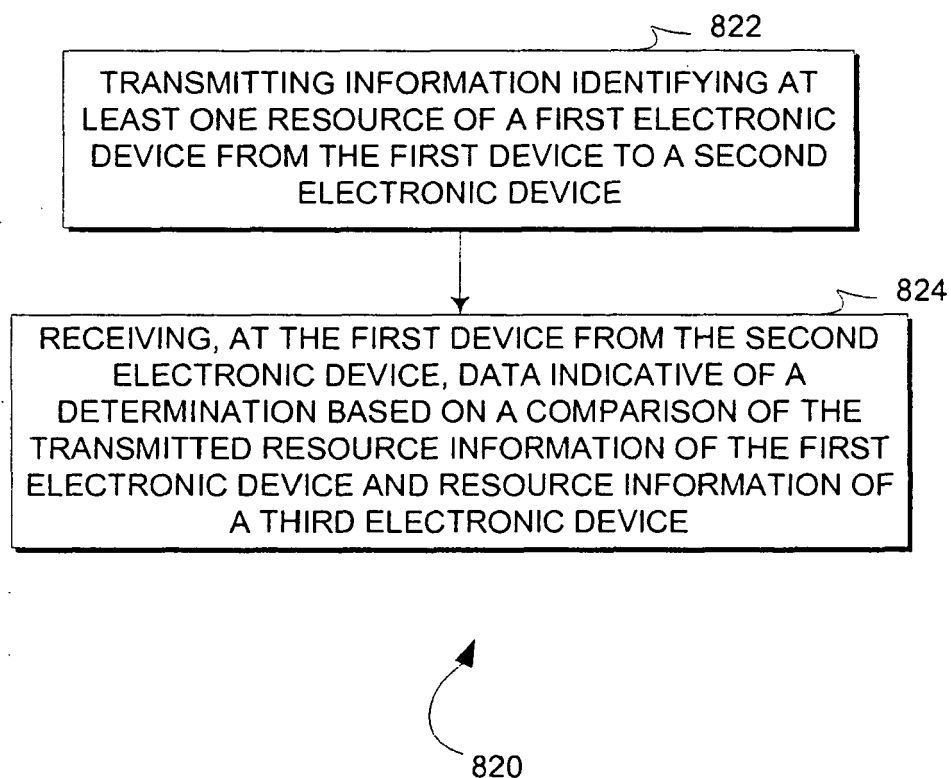 822
TRANSMITTING INFORMATION IDENTIFYING AT
LEAST ONE RESOURCE OF A FIRST ELECTRONIC
DEVICE FROM THE FIRST DEVICE TO A SECOND
ELECTRONIC DEVICE
824
RECEIVING, AT THE FIRST DEVICE FROM THE SECOND
ELECTRONIC DEVICE, DATA INDICATIVE OF A
DETERMINATION BASED ON A COMPARISON OF THE
TRANSMITTED RESOURCE INFORMATION OF THE FIRST
ELECTRONIC DEVICE AND RESOURCE INFORMATION OF
A THIRD ELECTRONIC DEVICE
820